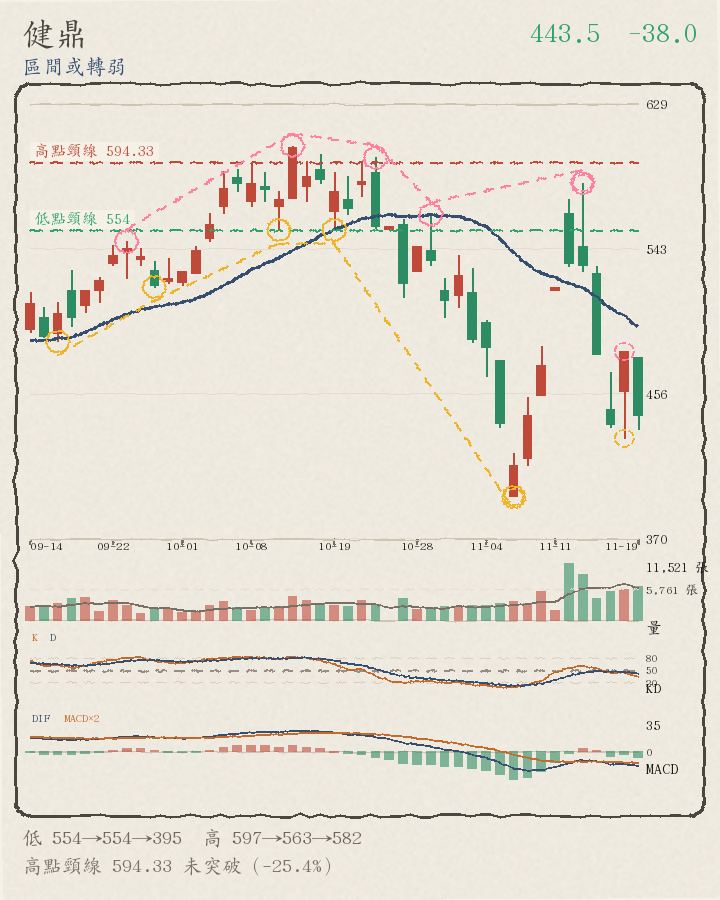 健鼎
443.5 -38.0
區間或轉弱
629
高點頸線 594.33
低點頸線 554
543
456
370
09-14 09-22 10-01 10-08 10-19 10-28 11-04 11-11 11-19
11,521 張
5,761 張
量
K D
80
50
20
KD
DIF MACD×2
35
0
MACD
低 554→554→395 高 597→563→582
高點頸線 594.33 未突破 (-25.4%)